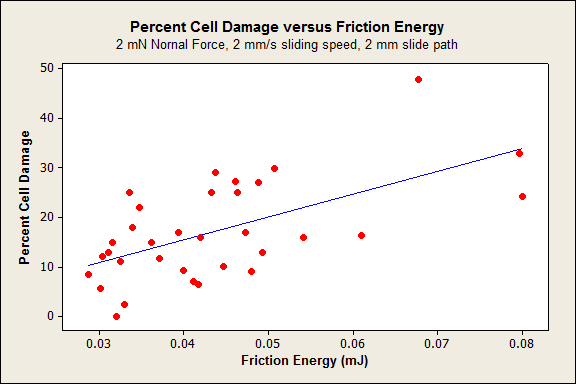 Percent Cell Damage versus Friction Energy
2 mN Nornal Force, 2 mm/s sliding speed, 2 mm slide path
50
40
30
20
10
0
Percent Cell Damage
0.03 0.04 0.05 0.06 0.07 0.08
Friction Energy (mJ)